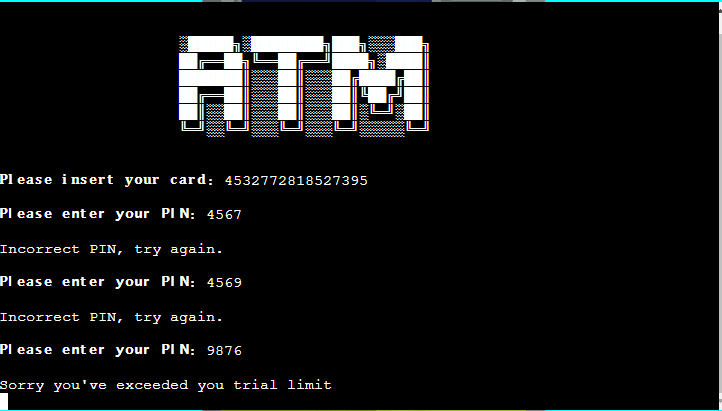 ATM
Please insert your card: 4532772818527395
Please enter your PIN: 4567
Incorrect PIN, try again.
Please enter your PIN: 4569
Incorrect PIN, try again.
Please enter your PIN: 9876
Sorry you've exceeded you trial limit